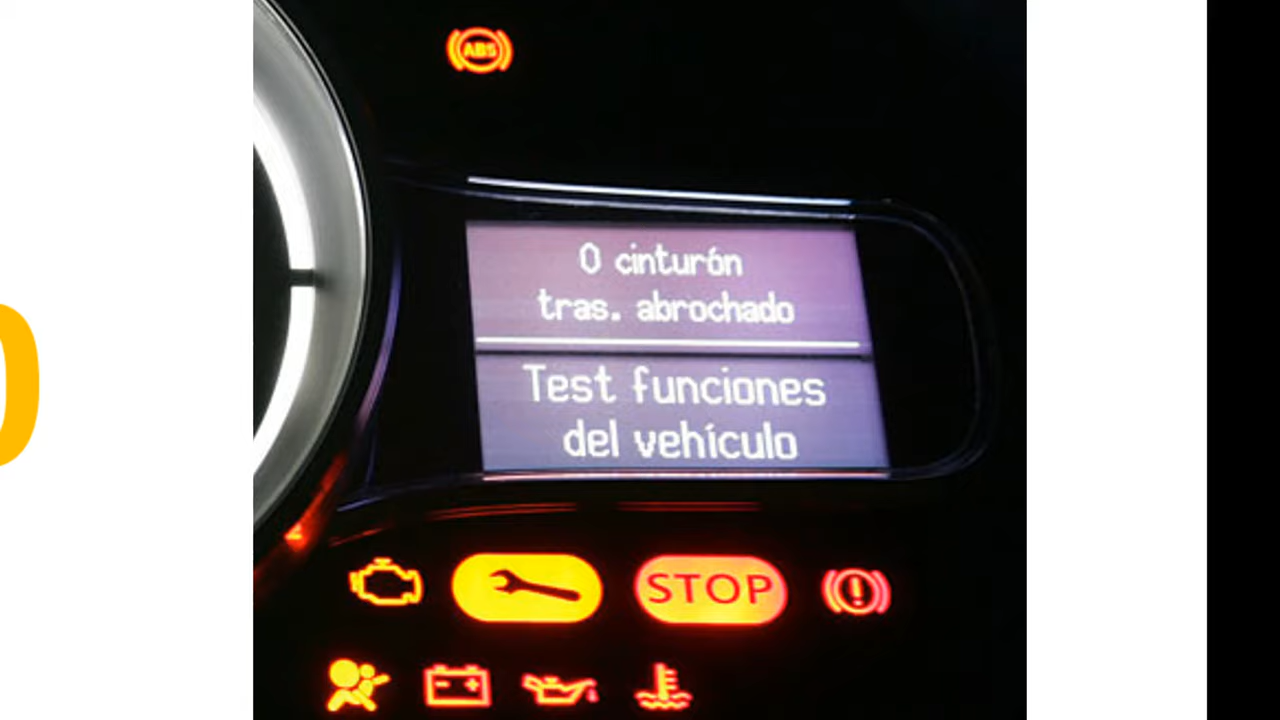 ABS
0 cinturón
tras. abrochado
Test funciones
del vehículo
STOP